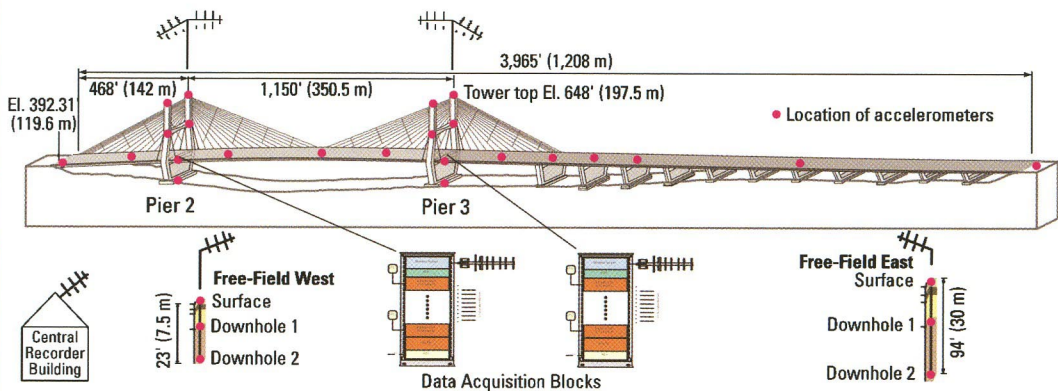 3,965' (1,208 m)
468' (142 m)
1,150' (350.5 m)
El. 392.31'
(119.6 m)
Tower top El. 648' (197.5 m)
Location of accelerometers
Pier 2
Pier 3
Free-Field West
Surface
Downhole 1
Downhole 2
23' (7.5 m)
Central
Recorder
Building
Data Acquisition Blocks
Free-Field East
Surface
Downhole 1
Downhole 2
94' (30 m)